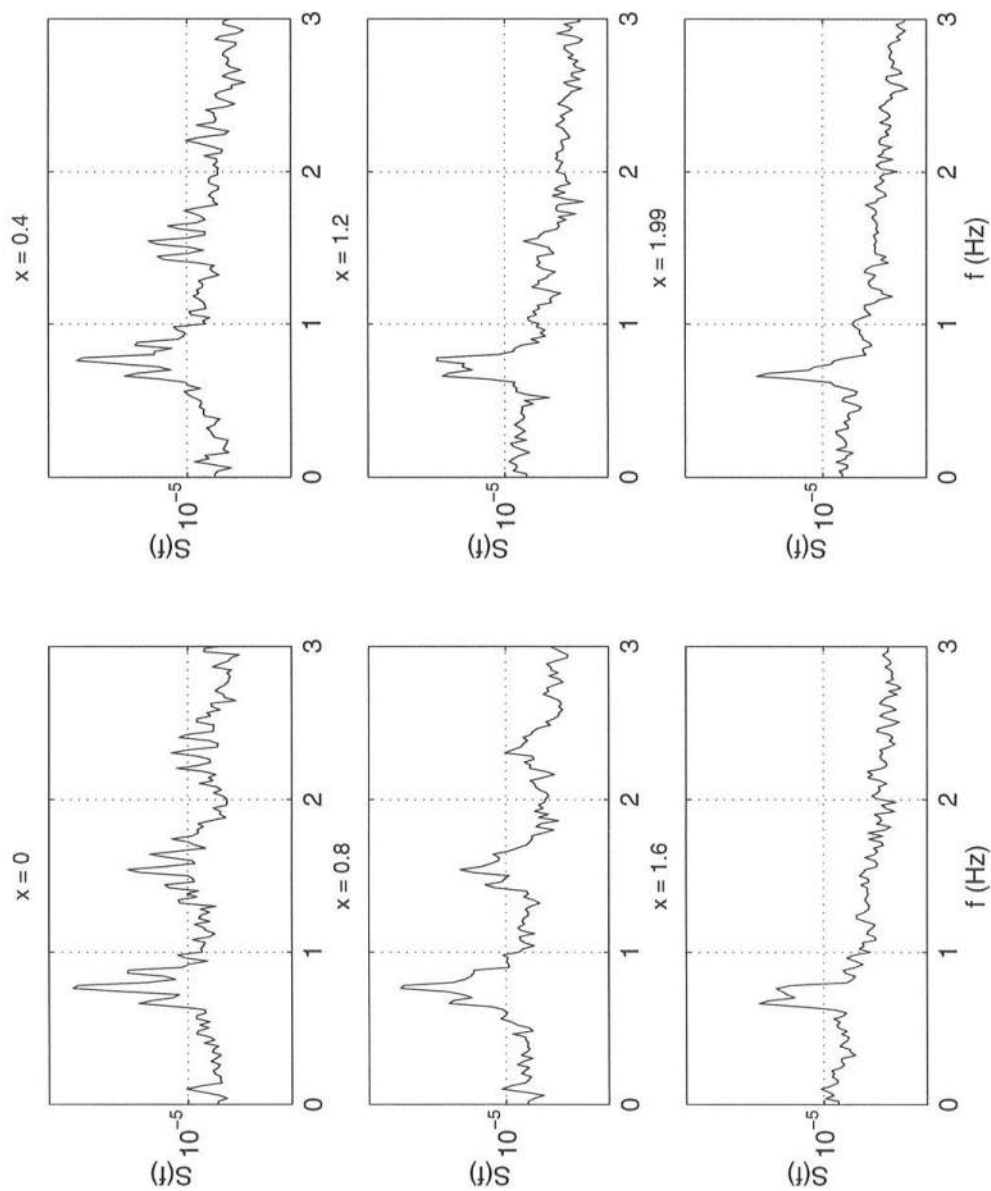 x = 0
S(f)
10⁻⁵
0
1
2
3
x = 0.4
S(f)
10⁻⁵
0
1
2
3
x = 0.8
S(f)
10⁻⁵
0
1
2
3
x = 1.2
S(f)
10⁻⁵
0
1
2
3
x = 1.6
S(f)
10⁻⁵
0
1
2
3
f (Hz)
x = 1.99
S(f)
10⁻⁵
0
1
2
3
f (Hz)